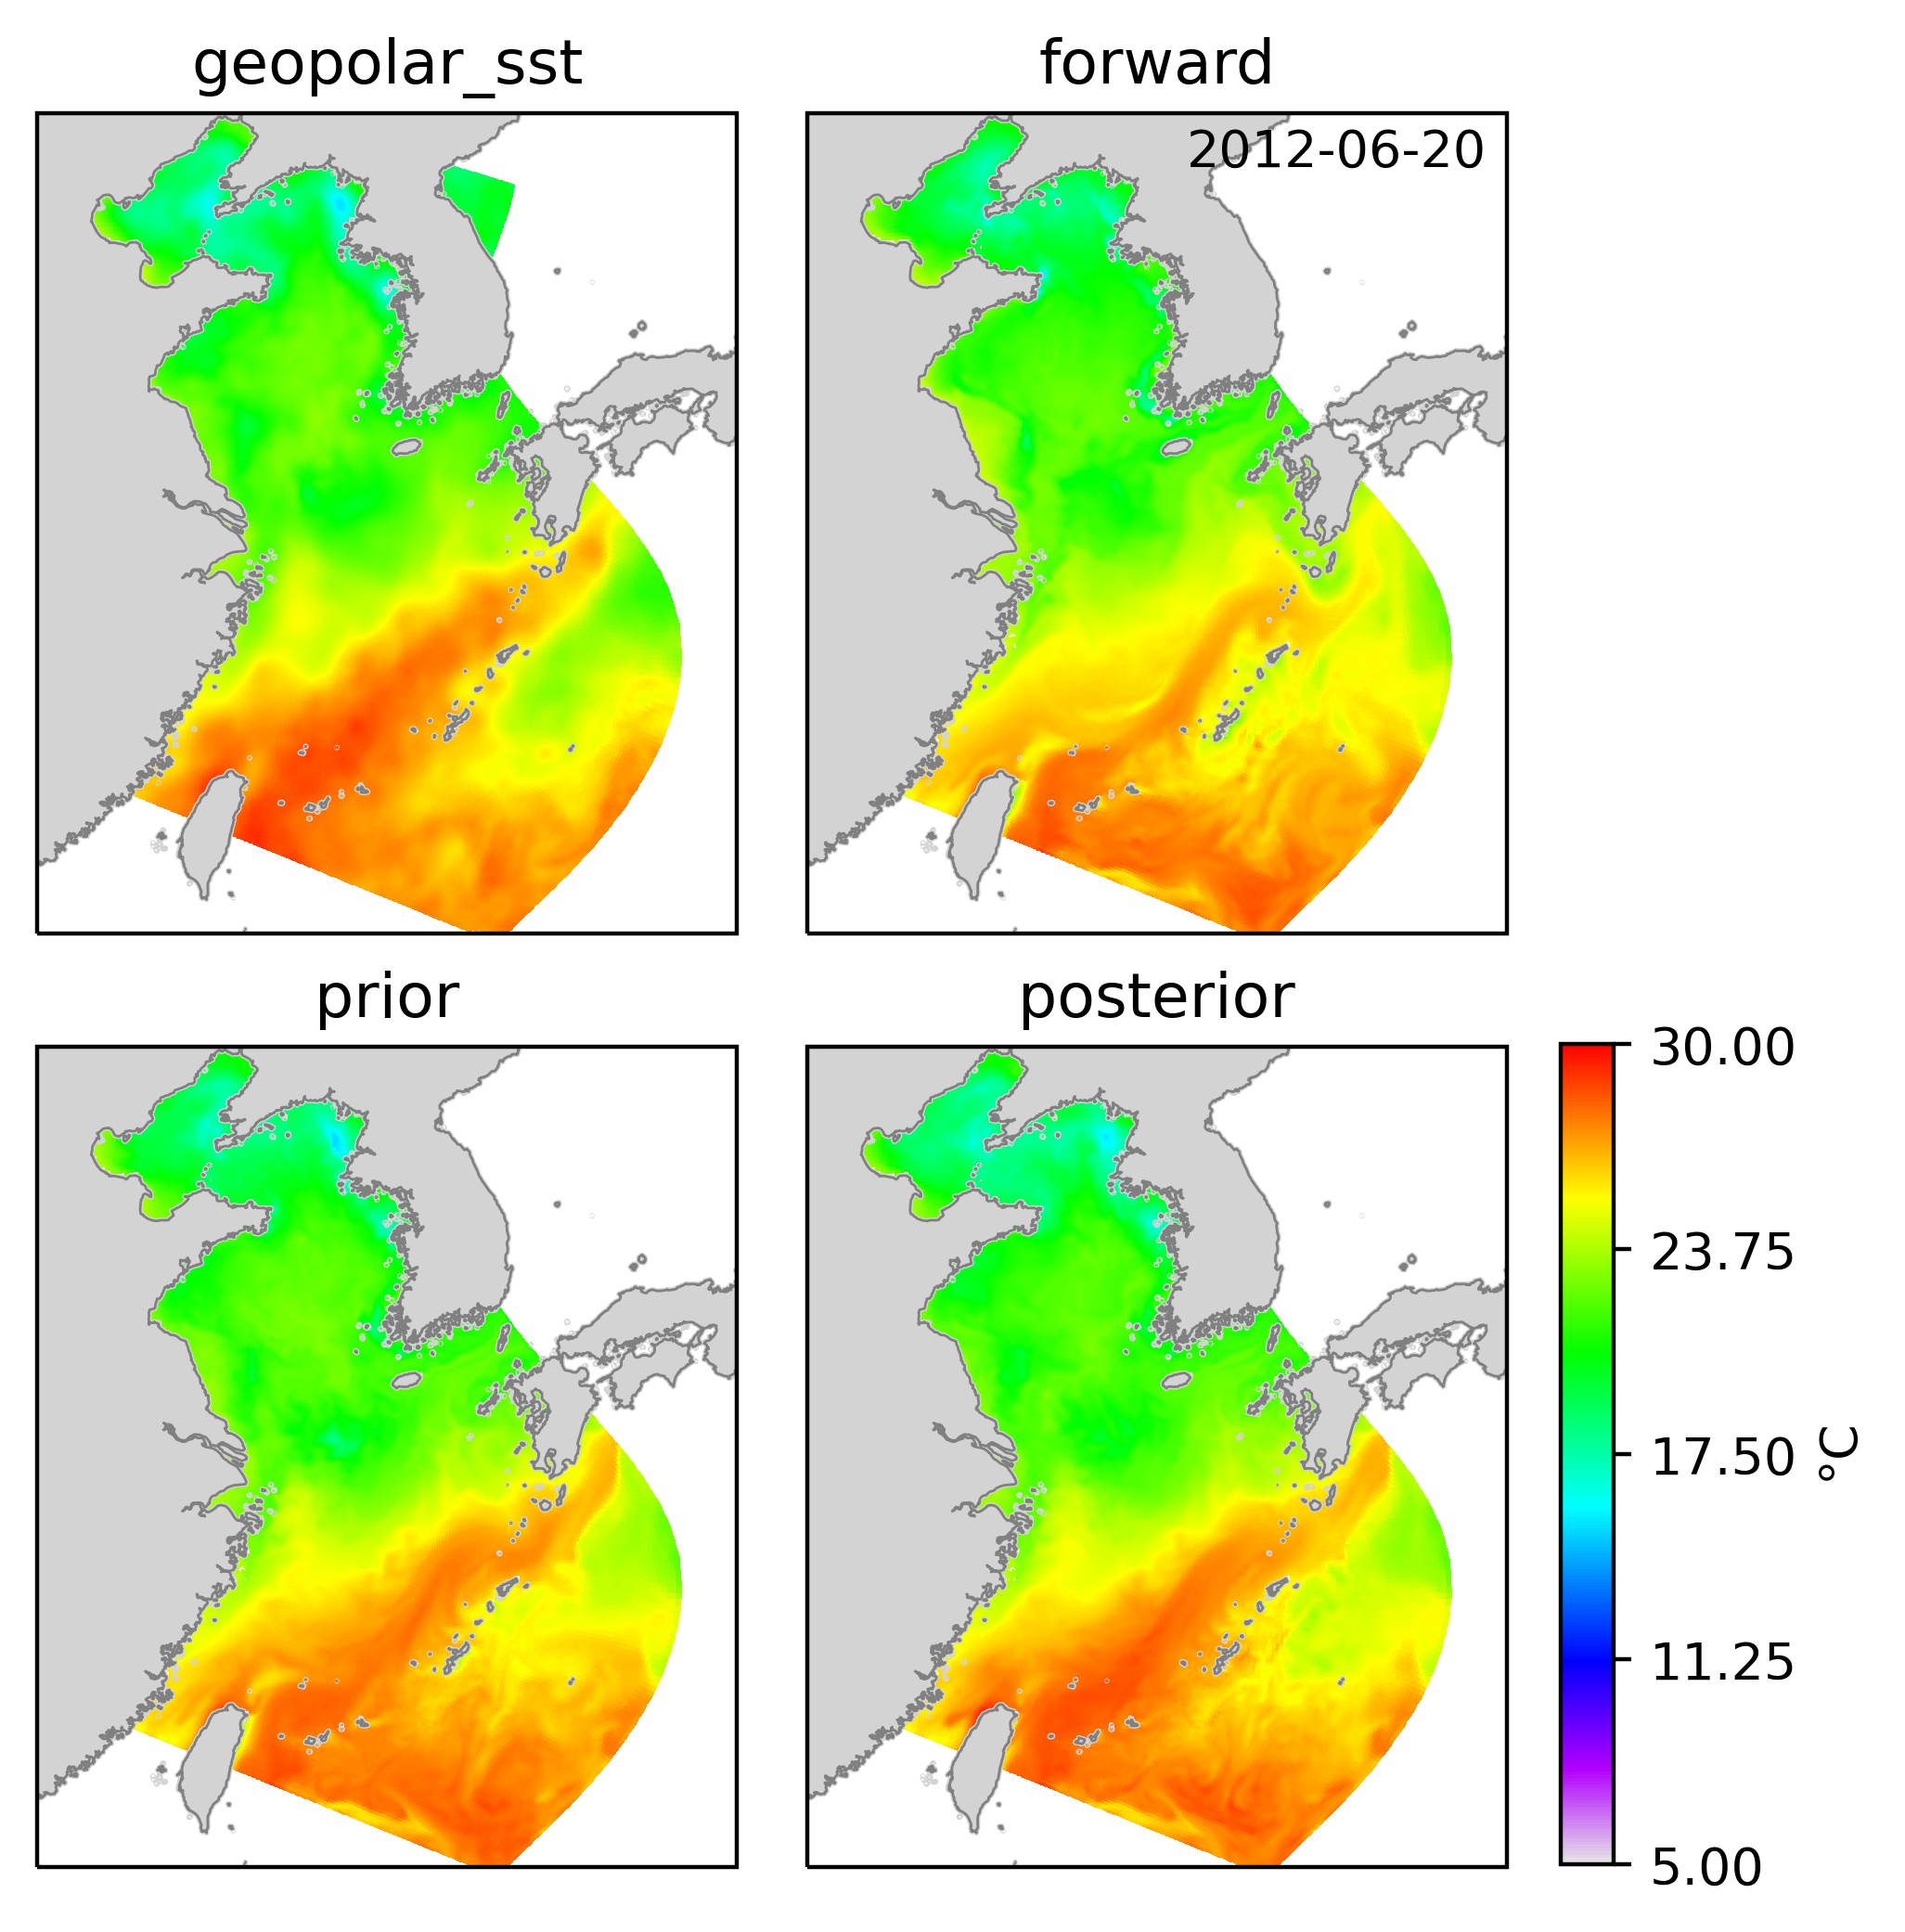 geopolar_sst
forward
2012-06-20
prior
posterior
30.00
23.75
17.50
11.25
5.00
°C